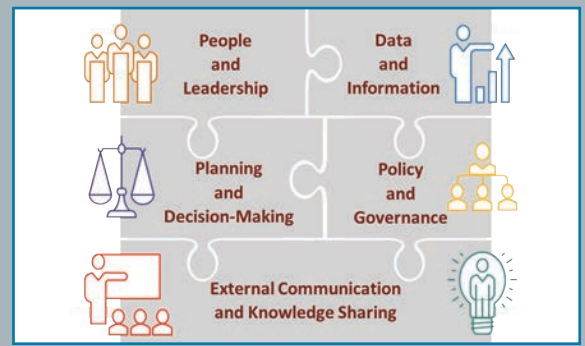 People
and
Leadership
Data
and
Information
Planning
and
Decision-Making
Policy
and
Governance
External Communication
and Knowledge Sharing